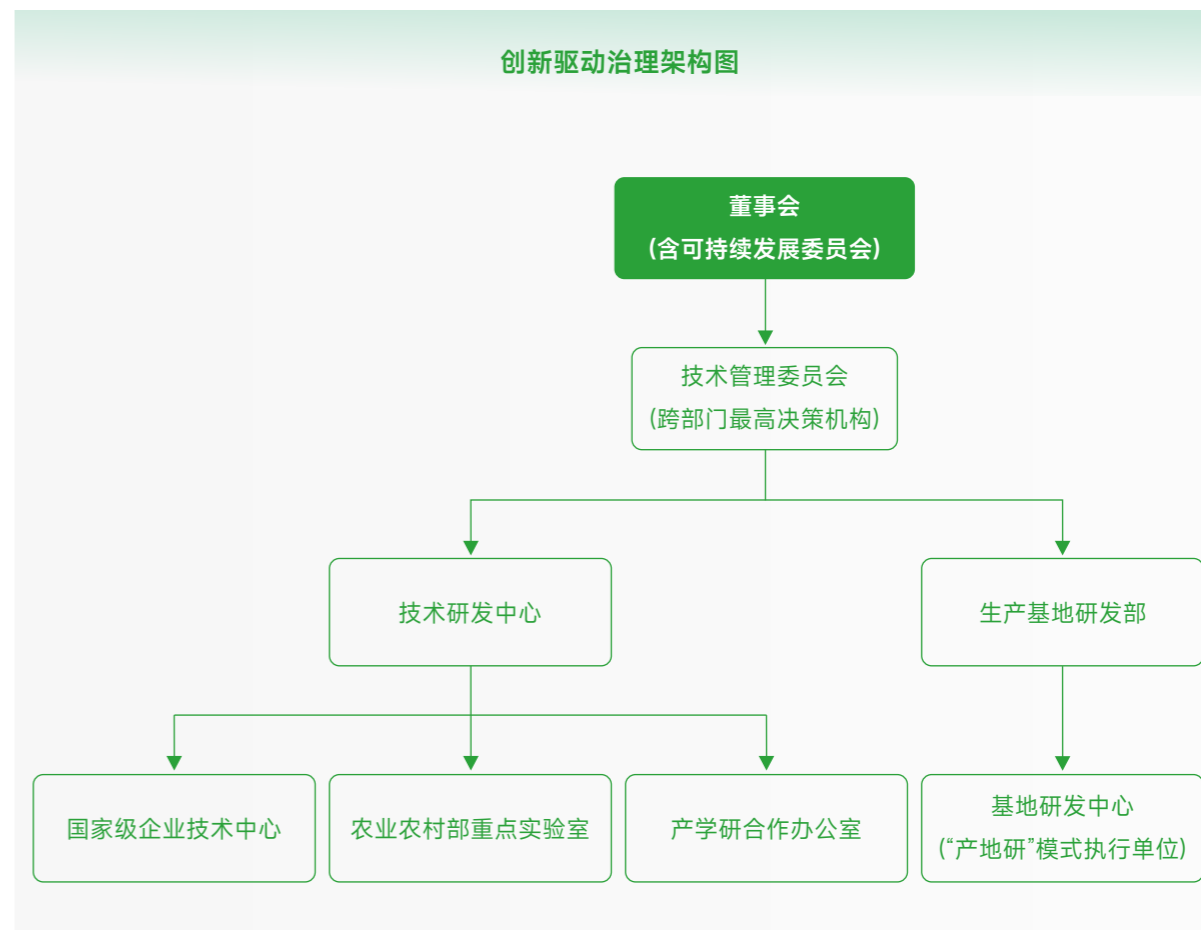 创新驱动治理架构图
董事会
(含可持续发展委员会)
技术管理委员会
(跨部门最高决策机构)
技术研发中心
生产基地研发部
国家级企业技术中心
农业农村部重点实验室
产学研合作办公室
基地研发中心
(“产地研”模式执行单位)